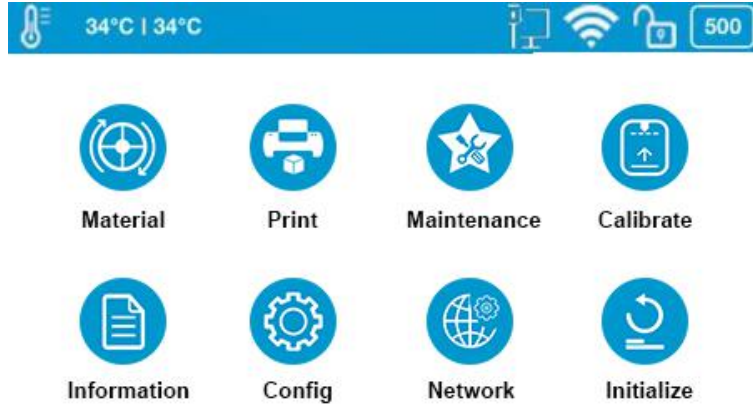 34°C | 34°C 500
Material Print Maintenance Calibrate
Information Config Network Initialize